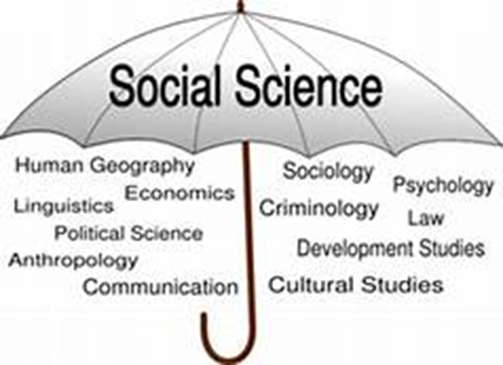 Social Science
Human Geography
Economics
Linguistics
Political Science
Anthropology
Communication
Sociology
Psychology
Criminology
Law
Development Studies
Cultural Studies